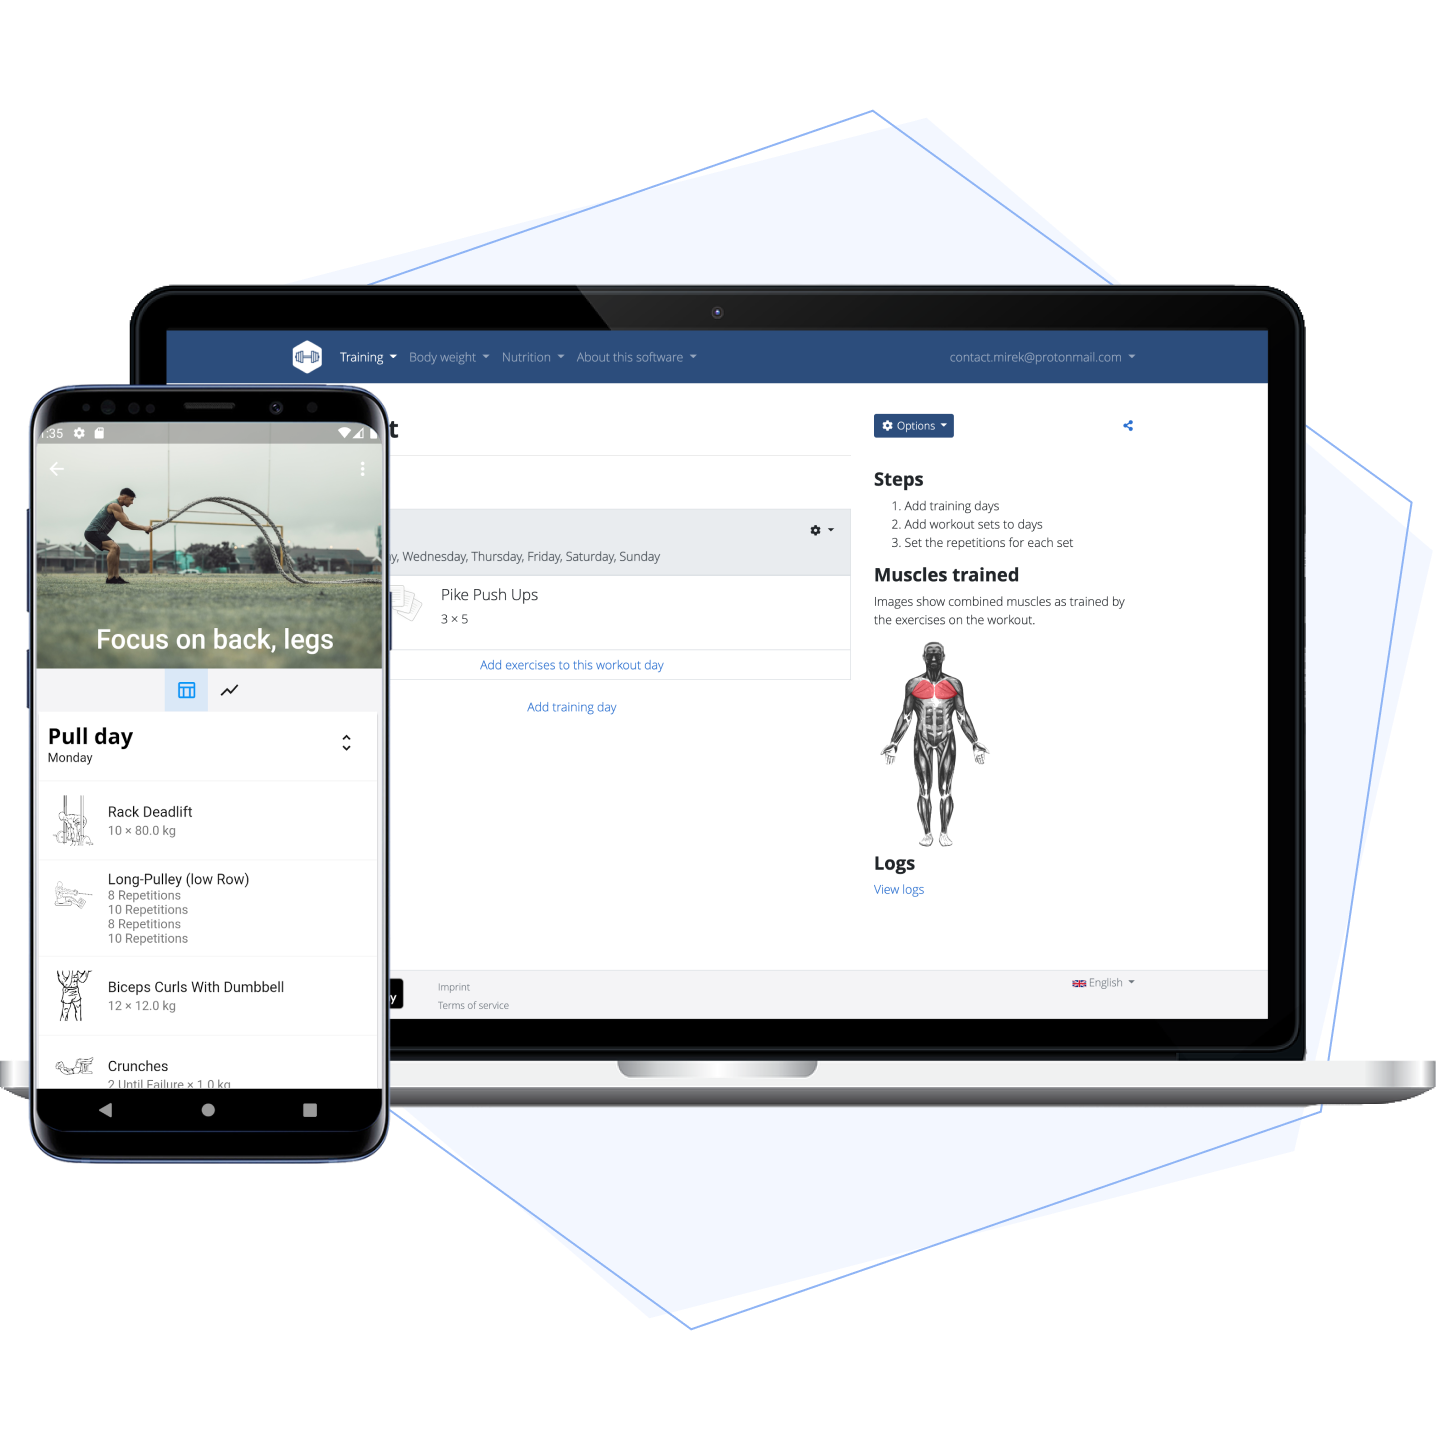 Training
Body weight
Nutrition
About this software
contact.mirek@protonmail.com
Options
Wednesday, Thursday, Friday, Saturday, Sunday
Pike Push Ups
3 × 5
Add exercises to this workout day
Add training day
Steps
1. Add training days
2. Add workout sets to days
3. Set the repetitions for each set
Muscles trained
Images show combined muscles as trained by
the exercises on the workout.
Logs
View logs
Imprint
Terms of service
English
:35
Focus on back, legs
Pull day
Monday
Rack Deadlift
10 × 80.0 kg
Long-Pulley (low Row)
8 Repetitions
10 Repetitions
8 Repetitions
10 Repetitions
Biceps Curls With Dumbbell
12 × 12.0 kg
Crunches
2 Until Failure × 1.0 kg